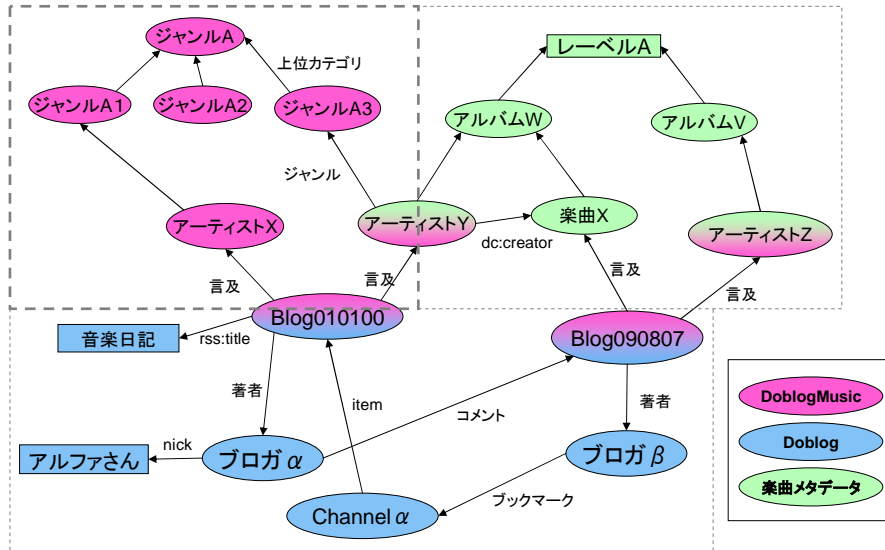 ジャンルA
レーベルA
上位カテゴリ
ジャンルA1
ジャンルA2
ジャンルA3
アルバムW
アルバムV
ジャンル
アーティストX
アーティストY
楽曲X
アーティストZ
dc:creator
言及
言及
言及
言及
Blog010100
Blog090807
音楽日記
rss:title
著者
item
コメント
著者
DoblogMusic
アルファさん
nick
ブロガα
ブロガβ
Doblog
ブックマーク
Channelα
楽曲メタデータ